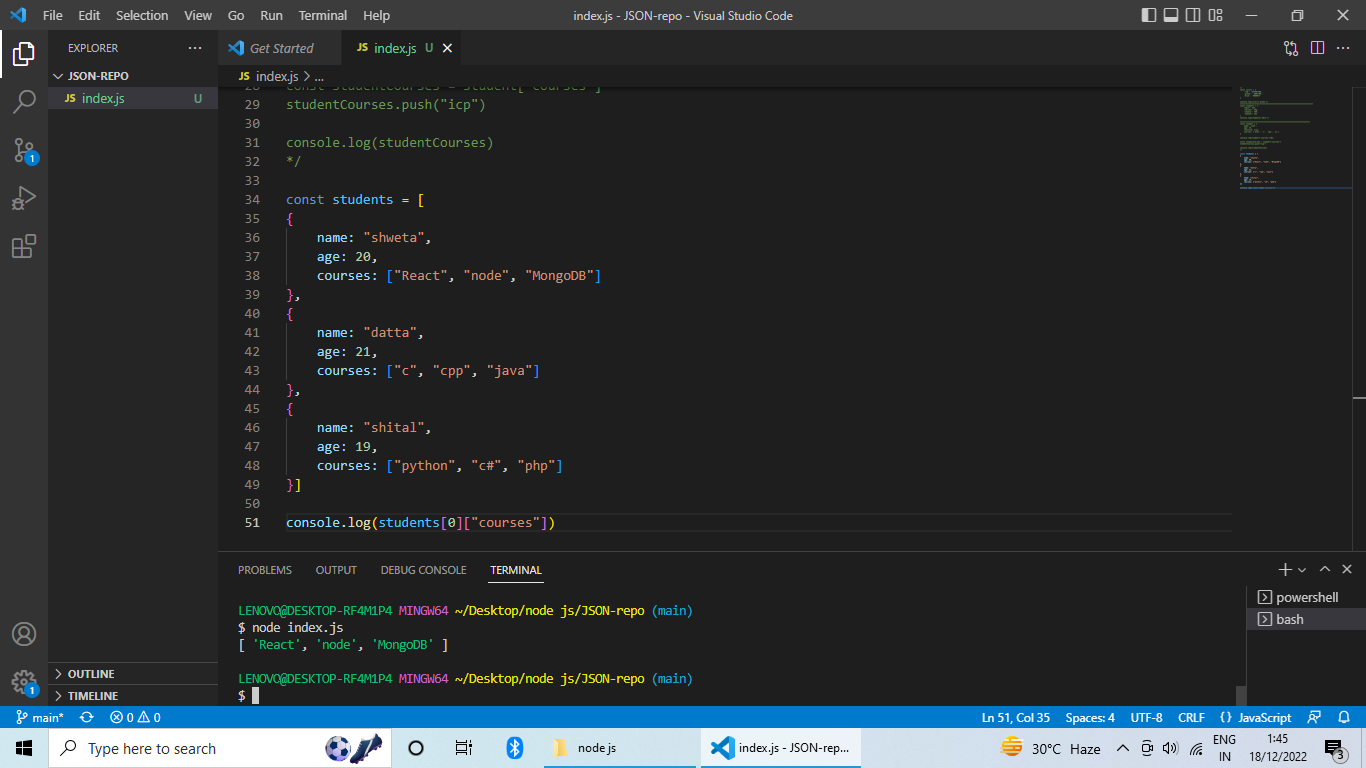 File Edit Selection View Go Run Terminal Help index.js - JSON-repo - Visual Studio Code
EXPLORER
JSON-REPO
JS index.js U
OUTLINE
TIMELINE
Get Started JS index.js U
JS index.js > ...
28 const studentCourses = student["courses"]
29 studentCourses.push("icp")
30
31 console.log(studentCourses)
32 */
33
34 const students = [
35 {
36 name: "shweta",
37 age: 20,
38 courses: ["React", "node", "MongoDB"]
39 },
40 {
41 name: "datta",
42 age: 21,
43 courses: ["c", "cpp", "java"]
44 },
45 {
46 name: "shital",
47 age: 19,
48 courses: ["python", "c#", "php"]
49 }]
50
51 console.log(students[0]["courses"])
PROBLEMS OUTPUT DEBUG CONSOLE TERMINAL
LENOVO@DESKTOP-RF4M1P4 MINGW64 ~/Desktop/node js/JSON-repo (main)
$ node index.js
[ 'React', 'node', 'MongoDB' ]
LENOVO@DESKTOP-RF4M1P4 MINGW64 ~/Desktop/node js/JSON-repo (main)
$
powershell
bash
1
1
main* 0 0 Ln 51, Col 35 Spaces: 4 UTF-8 CRLF {} JavaScript
Type here to search node js index.js - JSON-rep... 30°C Haze ENG IN 1:45 18/12/2022 3